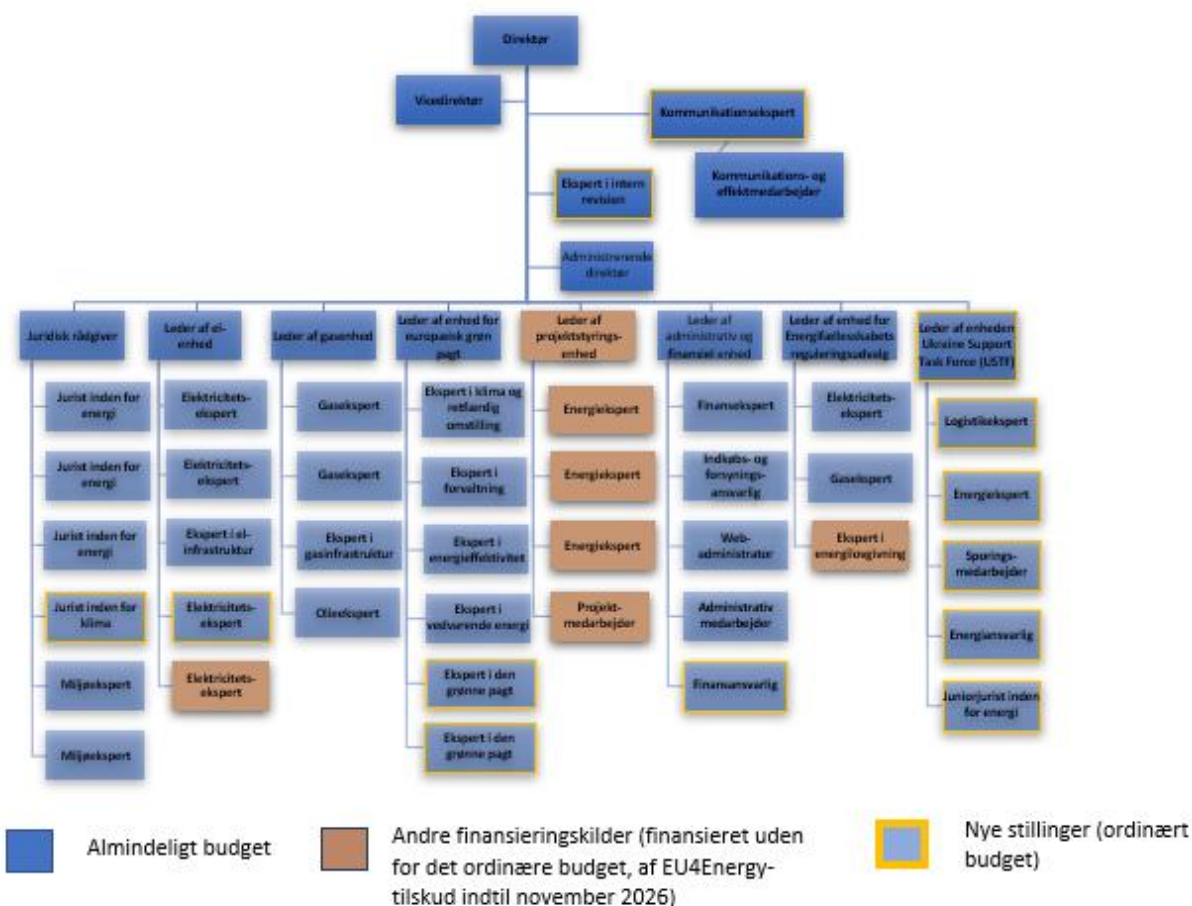 Direktør
Vicedirektør
Kommunikationsekspert
Kommunikations- og
effektmedarbejder
Ekspert i intern
revision
Administrerende
direktør
Juridisk rådgiver
Leder af el-
enhed
Leder af gasenhed
Leder af enhed for
europæisk grøn
pagt
Leder af
projektstyrings-
enhed
Leder af
administrativ og
finansiel enhed
Leder af enhed for
Energifællesskabets
reguleringsudvalg
Leder af enheden
Ukraine Support
Task Force (USTF)
Jurist inden for
energi
Jurist inden for
energi
Jurist inden for
energi
Jurist inden for
klima
Miljøekspert
Miljøekspert
Elektricitets-
ekspert
Elektricitets-
ekspert
Ekspert i el-
infrastruktur
Elektricitets-
ekspert
Elektricitets-
ekspert
Gasekspert
Gasekspert
Ekspert i
gasinfrastruktur
Olieekspert
Ekspert i klima og
retfærdig
omstilling
Ekspert i
forvaltning
Ekspert i
energieffektivitet
Ekspert i
vedvarende energi
Ekspert i den
grønne pagt
Ekspert i den
grønne pagt
Energiekspert
Energiekspert
Energiekspert
Projekt-
medarbejder
Finansekspert
Indkøbs- og
forsynings-
ansvarlig
Web-
administrator
Administrativ
medarbejder
Finansansvarlig
Elektricitets-
ekspert
Gasekspert
Ekspert i
energilovgivning
Logistikekspert
Energiekspert
Sporings-
medarbejder
Energiansvarlig
Juniorjurist inden
for energi
Almindeligt budget
Andre finansieringskilder (finansieret uden
for det ordinære budget, af EU4Energy-
tilskud indtil november 2026)
Nye stillinger (ordinært
budget)